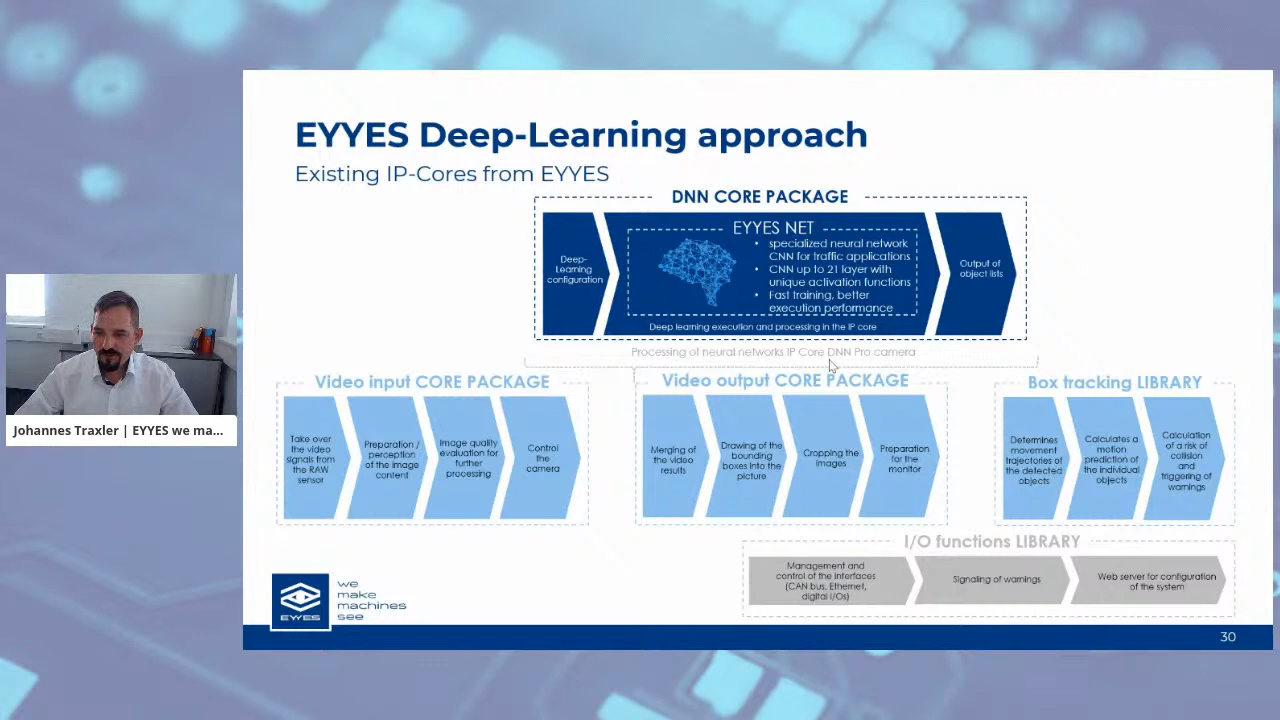 EYYES Deep-Learning approach
Existing IP-Cores from EYYES
DNN CORE PACKAGE
Deep-
Learning
configuration
EYYES NET
• specialized neural network
CNN for traffic applications
• CNN up to 21 layer with
unique activation functions
• Fast training, better
execution performance
Deep learning execution and processing in the IP core
Output of
object lists
Processing of neural networks IP Core DNN Pro camera
Video input CORE PACKAGE
Take over
the video
signals from
the RAW
sensor
Preparation /
perception
of the image
content
Image quality
evaluation for
further
processing
Control
the
camera
Video output CORE PACKAGE
Merging of
the video
results
Drawing of the
bounding
boxes into the
picture
Cropping the
images
Preparation
for the
monitor
Box tracking LIBRARY
Determines
movement
trajectories of
the detected
objects
Calculates a
motion
prediction of
the individual
objects
Calculation
of a risk of
collision
and
triggering of
warnings
I/O functions LIBRARY
Management and
control of the interfaces
(CAN bus, Ethernet,
digital I/Os)
Signaling of warnings
Web server for configuration
of the system
EYYES
we
make
machines
see
30
Johannes Traxler | EYYES we ma...